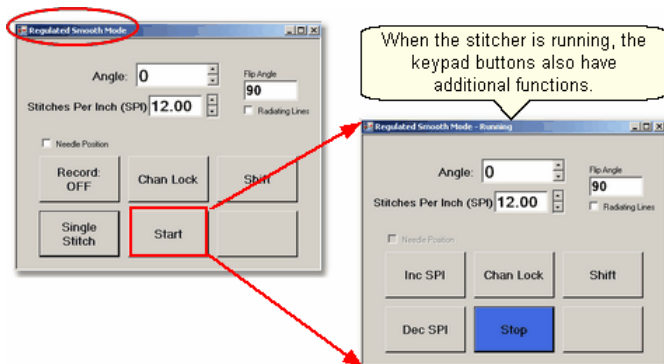 Regulated Smooth Mode
Angle: 0
Flip Angle
90
Stitches Per Inch (SPI) 12.00
Radiating Lines
Needle Position
Record:
OFF
Chan Lock
Shift
Single
Stitch
Start
When the stitcher is running, the
keypad buttons also have
additional functions.
Regulated Smooth Mode - Running
Angle: 0
Flip Angle
90
Stitches Per Inch (SPI) 12.00
Radiating Lines
Needle Position
Inc SPI
Chan Lock
Shift
Dec SPI
Stop